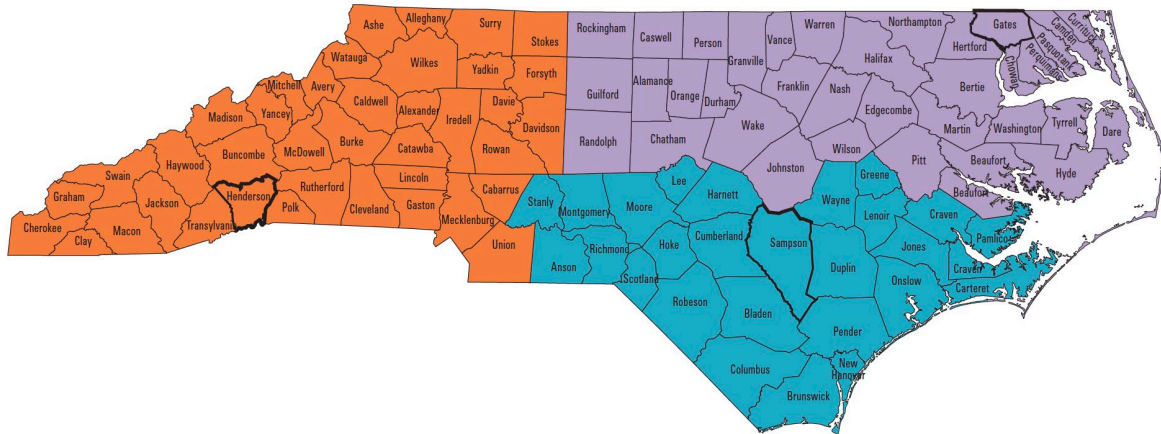 Ashe
Alleghany
Surry
Stokes
Rockingham
Caswell
Person
Granville
Vance
Warren
Northampton
Gates
Hertford
Halifax
Currituck
Camden
Pasquotank
Perquimans
Chowan
Watauga
Wilkes
Yadkin
Forsyth
Guilford
Alamance
Orange
Durham
Franklin
Nash
Edgecombe
Bertie
Mitchell
Avery
Caldwell
Alexander
Iredell
Davie
Davidson
Randolph
Chatham
Wake
Wilson
Martin
Washington
Tyrrell
Dare
Madison
Yancey
Burke
Catawba
Rowan
Johnston
Pitt
Beaufort
Hyde
Haywood
Buncombe
McDowell
Lincoln
Cabarrus
Lee
Harnett
Wayne
Greene
Beaufort
Swain
Graham
Jackson
Henderson
Rutherford
Polk
Cleveland
Gaston
Mecklenburg
Stanly
Montgomery
Moore
Lenoir
Craven
Pamlico
Cherokee
Clay
Macon
Transylvani
Union
Anson
Richmond
Hoke
Cumberland
Sampson
Duplin
Jones
Craven
Carteret
Scotland
Robeson
Bladen
Onslow
Pender
Columbus
Brunswick
New
Hanover